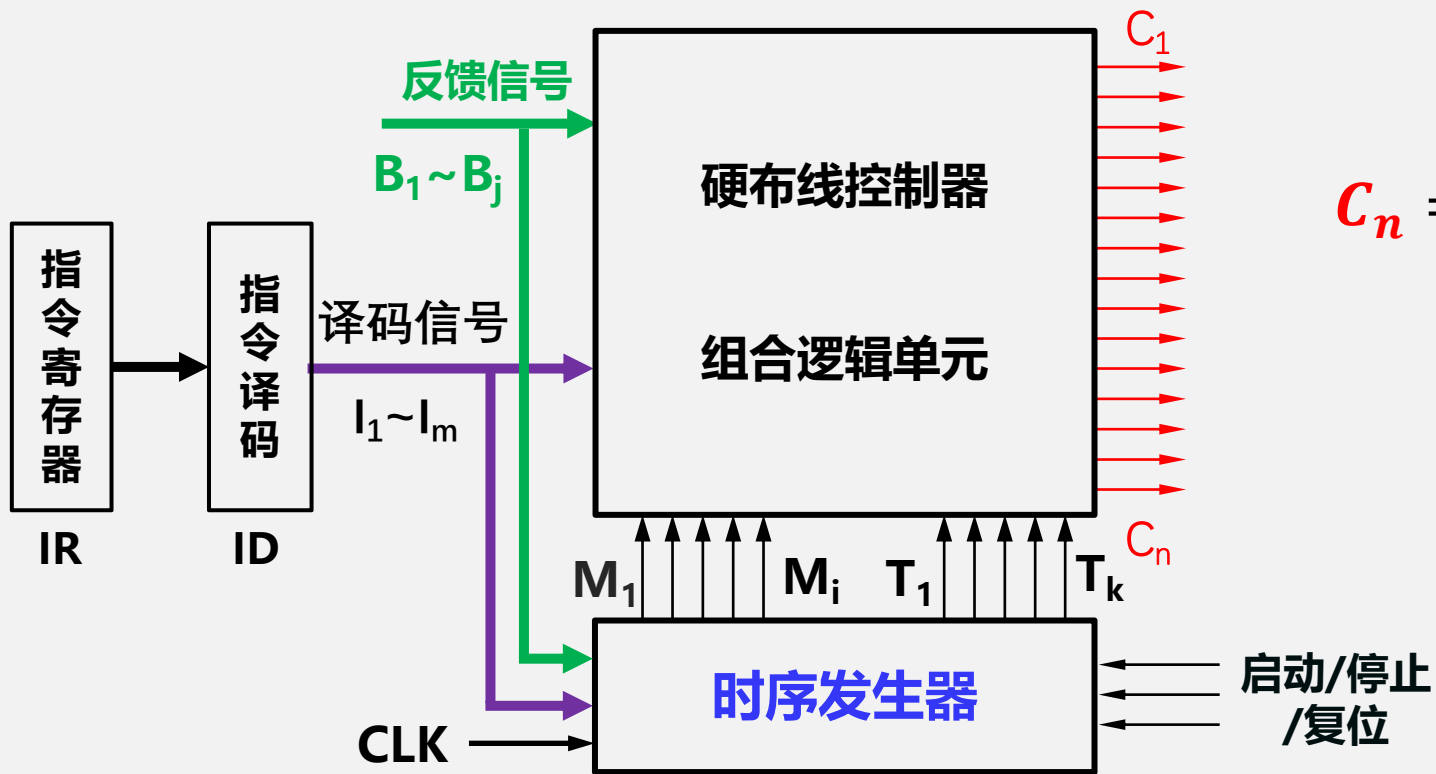 反馈信号
B₁~Bⱼ
硬布线控制器
组合逻辑单元
C₁
Cₙ =
指令寄存器
IR
指令译码
ID
译码信号
I₁~Iₘ
Cₙ
M₁
Mᵢ
T₁
Tₖ
时序发生器
CLK
启动/停止
/复位